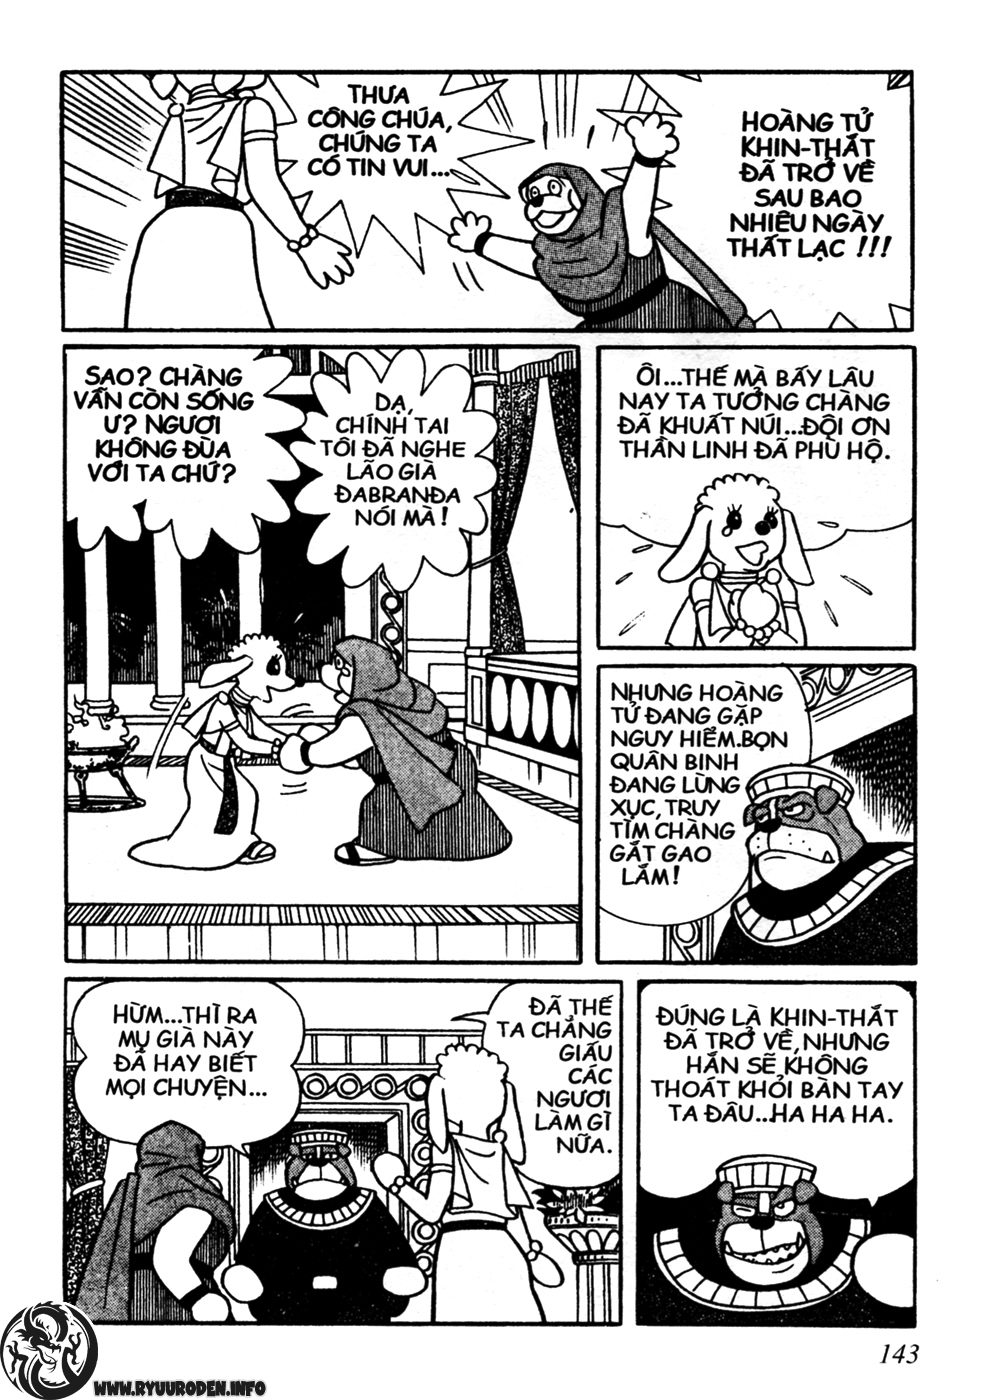 THƯA
CÔNG CHÚA,
CHÚNG TA
CÓ TIN VUI...
HOÀNG TỬ
KHIN-THẮT
ĐÃ TRỞ VỀ
SAU BAO
NHIÊU NGÀY
THẤT LẠC !!!
SAO? CHÀNG
VẪN CÒN SỐNG
Ư? NGƯƠI
KHÔNG ĐÙA
VỚI TA CHỨ?
DẠ,
CHÍNH TAI
TÔI ĐÃ NGHE
LÃO GIÀ
ĐABRANĐA
NÓI MÀ!
ÔI...THẾ MÀ BẤY LÂU
NAY TA TƯỞNG CHÀNG
ĐÃ KHUẤT NÚI...ĐỘI ƠN
THẦN LINH ĐÃ PHÙ HỘ.
NHƯNG HOÀNG
TỬ ĐANG GẶP
NGUY HIỂM.BỌN
QUÂN BINH
ĐANG LÙNG
XỤC, TRUY
TÌM CHÀNG
GẮT GAO
LẮM!
HỪM...THÌ RA
MỤ GIÀ NÀY
ĐÃ HAY BIẾT
MỌI CHUYỆN...
ĐÃ THẾ
TA CHẲNG
GIẤU
CÁC
NGƯƠI
LÀM GÌ
NỮA.
ĐÚNG LÀ KHIN-THẮT
ĐÃ TRỞ VỀ, NHƯNG
HẮN SẼ KHÔNG
THOÁT KHỎI BÀN TAY
TA ĐÂU...HA HA HA.
143
WWW.RYUURODEN.INFO